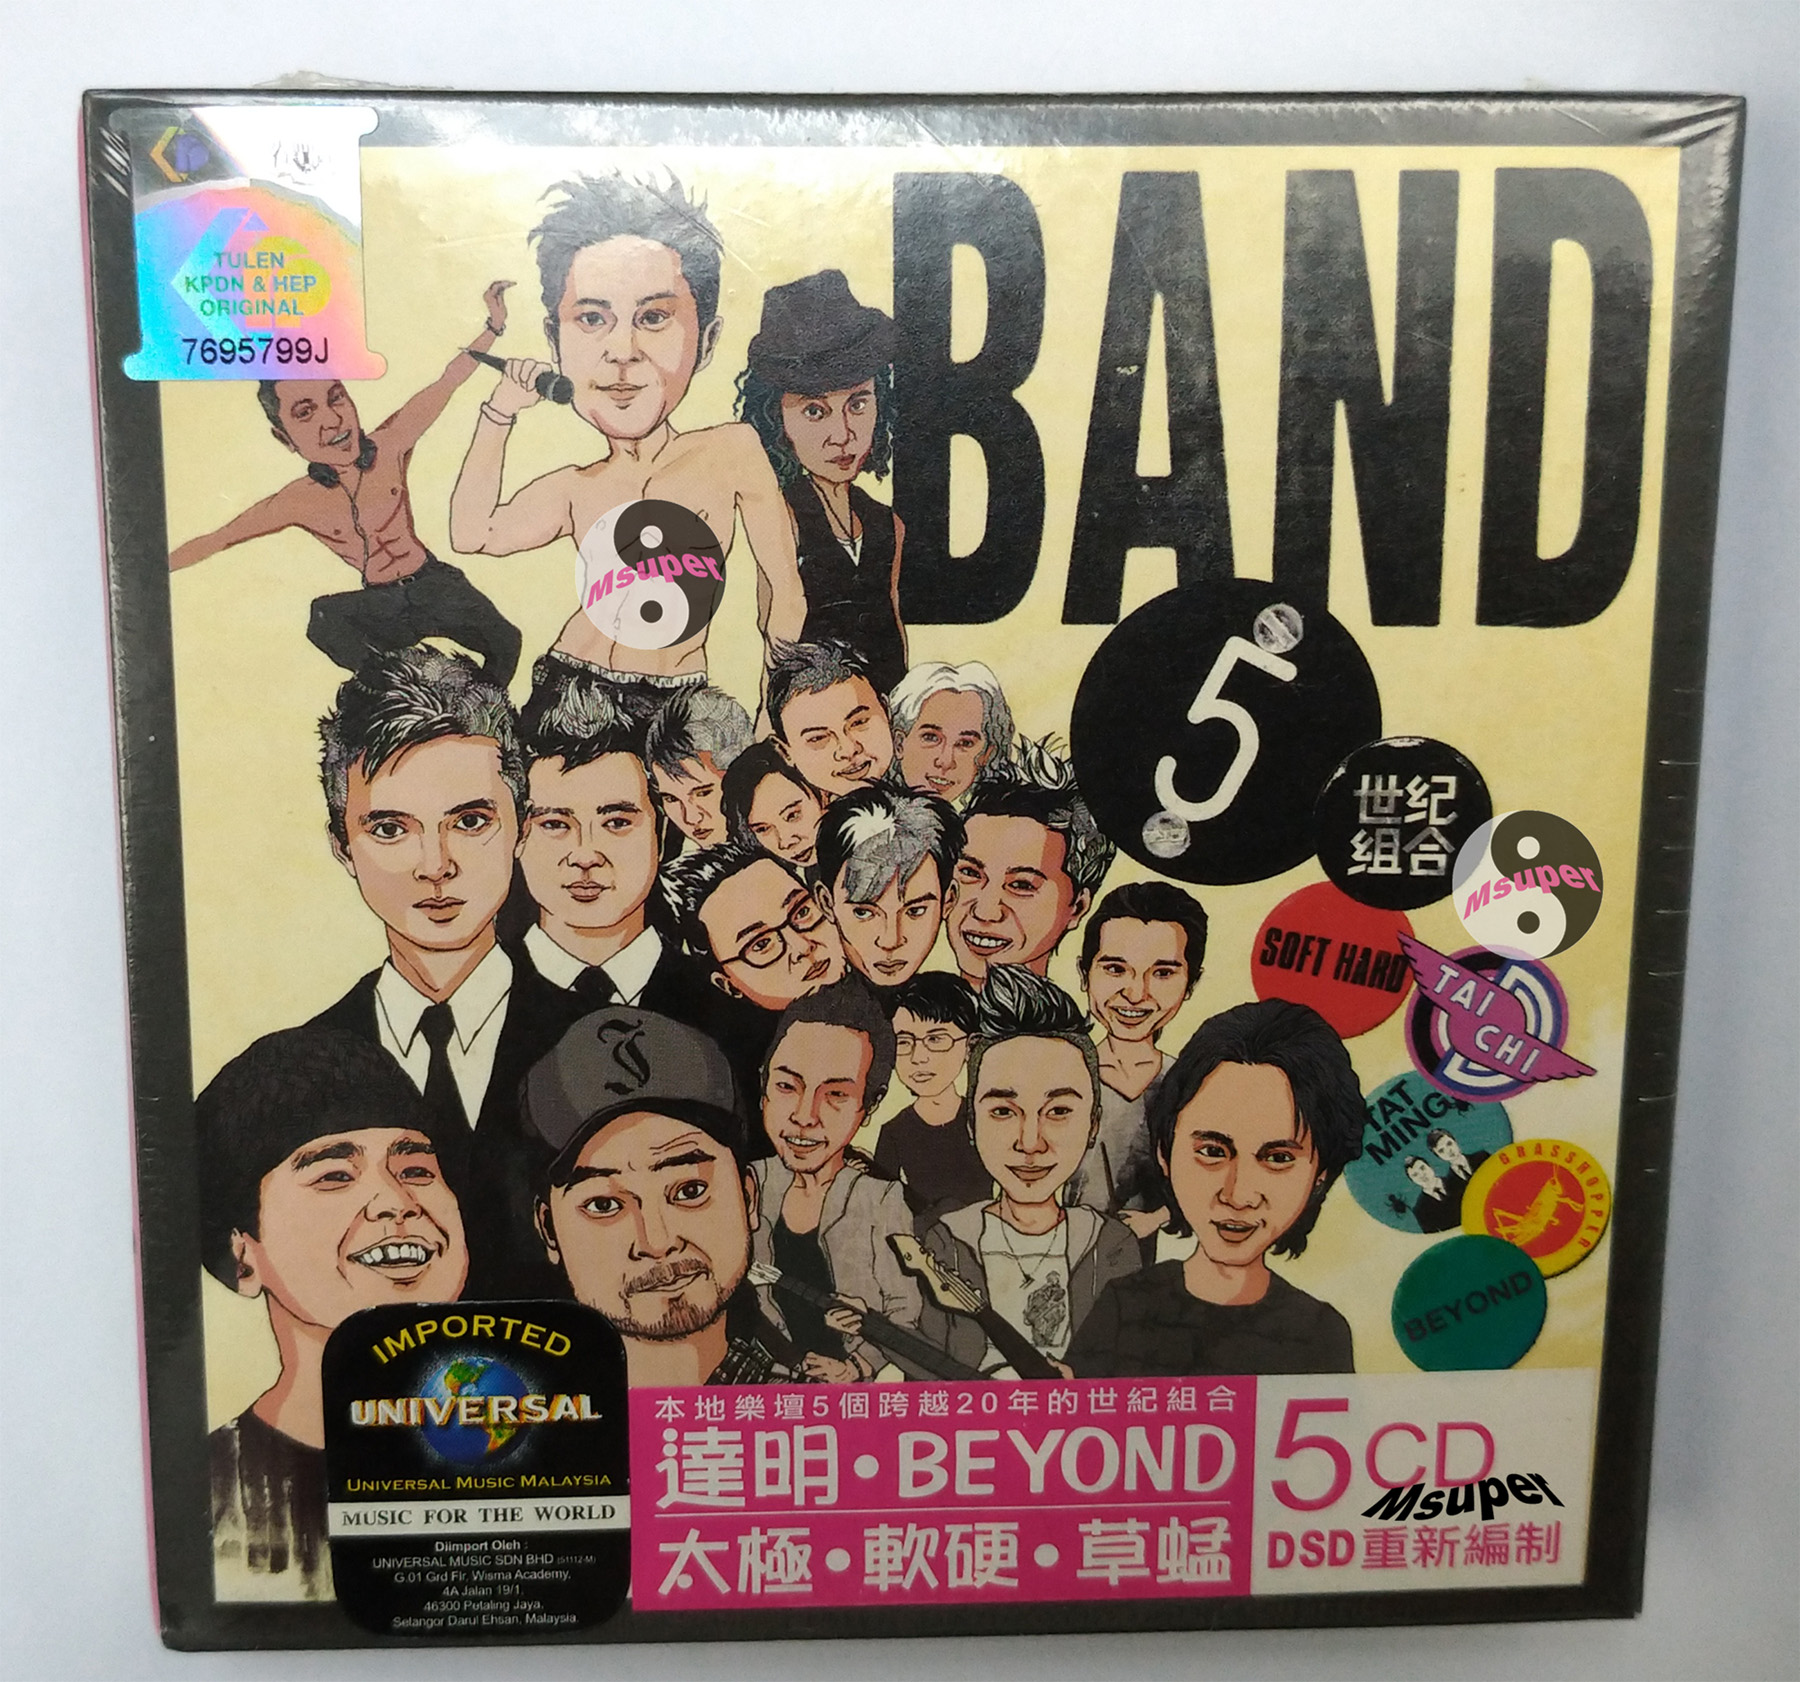 TULEN
KPDN & HEP
ORIGINAL
7695799J
BAND
5
世纪
组合
Msuper
Msuper
SOFT HARD
TAI
CHI
TAT
MING
GRASSHOPPER
BEYOND
IMPORTED
UNIVERSAL
UNIVERSAL MUSIC MALAYSIA
MUSIC FOR THE WORLD
Diimport Oleh :
UNIVERSAL MUSIC SDN BHD (51112-M)
G.01 Grd Flr, Wisma Academy,
4A Jalan 19/1,
46300 Petaling Jaya,
Selangor Darul Ehsan, Malaysia.
本地樂壇5個跨越20年的世紀組合
達明•BEYOND
太極•軟硬•草蜢
5CD
Msuper
DSD重新編制